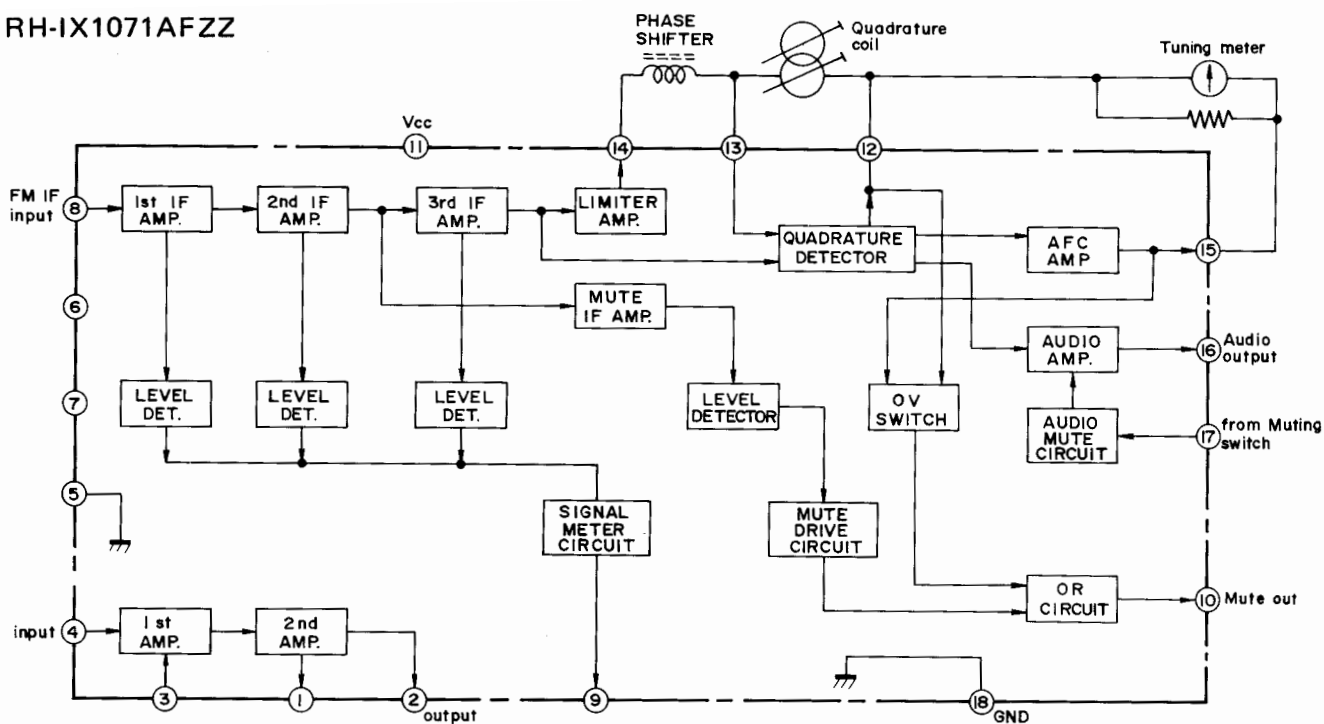 RH-IX1071AFZZ
PHASE
SHIFTER
Quadrature
coil
Tuning meter
Vcc
11
14
13
12
FM IF
input
8
1st IF
AMP.
2nd IF
AMP.
3rd IF
AMP.
LIMITER
AMP.
QUADRATURE
DETECTOR
AFC
AMP
15
6
MUTE
IF AMP.
AUDIO
AMP.
16
Audio
output
7
LEVEL
DET.
LEVEL
DET.
LEVEL
DET.
LEVEL
DETECTOR
OV
SWITCH
AUDIO
MUTE
CIRCUIT
17
from Muting
switch
5
SIGNAL
METER
CIRCUIT
MUTE
DRIVE
CIRCUIT
OR
CIRCUIT
10
Mute out
input
4
1st
AMP.
2nd
AMP.
3
1
2
output
9
18
GND